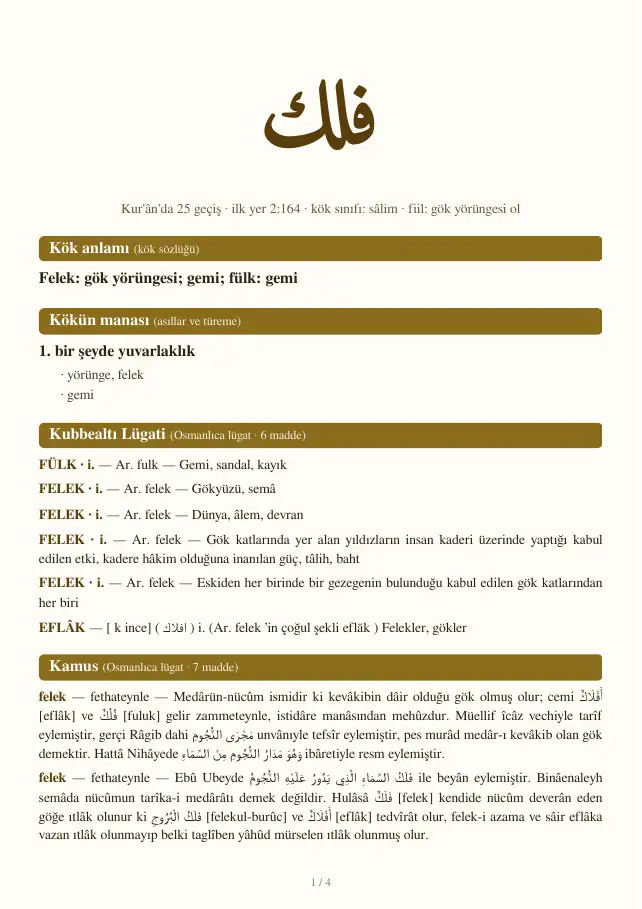 فلك
Kur'ân'da 25 geçiş · ilk yer 2:164 · kök sınıfı: sâlim · fiil: gök yörüngesi ol
Kök anlamı (kök sözlüğü)
Felek: gök yörüngesi; gemi; fülk: gemi
Kökün manası (asıllar ve türeme)
1. bir şeyde yuvarlaklık
· yörünge, felek
· gemi
Kubbealtı Lügati (Osmanlıca lügat · 6 madde)
FÜLK · i. — Ar. fulk — Gemi, sandal, kayık
FELEK · i. — Ar. felek — Gökyüzü, semâ
FELEK · i. — Ar. felek — Dünya, âlem, devran
FELEK · i. — Ar. felek — Gök katlarında yer alan yıldızların insan kaderi üzerinde yaptığı kabul
edilen etki, kadere hâkim olduğuna inanılan güç, tâlih, baht
FELEK · i. — Ar. felek — Eskiden her birinde bir gezegenin bulunduğu kabul edilen gök katlarından
her biri
EFLÂK — [ k ince] ( افلاك ) i. (Ar. felek 'in çoğul şekli eflāk ) Felekler, gökler
Kamus (Osmanlıca lügat · 7 madde)
felek — fethateynle — Medârün-nücûm ismidir ki kevâkibin dâir olduğu gök olmuş olur; cemi أَفْلَاكٌ
[eflâk] ve فُلُكٌ [fuluk] gelir zammeteynle, istidâre manâsından mehûzdur. Müellif îcâz vechiyle tarîf
eylemiştir, gerçi Râgib dahi مَجْرَى النُّجُومِ unvânıyle tefsîr eylemiştir, pes murâd medâr-ı kevâkib olan gök
demektir. Hattâ Nihâyede وَهُوَ مَدَارُ النُّجُومِ مِنَ السَّمَاءِ ibâretiyle resm eylemiştir.
felek — fethateynle — Ebû Ubeyde فَلَكُ السَّمَاءِ الَّذِي يَدُورُ عَلَيْهِ النُّجُومُ ile beyân eylemiştir. Binâenaleyh
semâda nücûmun tarîka-i medârâtı demek değildir. Hulâsâ فَلَكٌ [felek] kendide nücûm deverân eden
göğe ıtlâk olunur ki فَلَكُ الْبُرُوجِ [felekul-burûc] ve أَفْلَاكٌ [eflâk] tedvîrât olur, felek-i azama ve sâir eflâka
vazan ıtlâk olunmayıp belki taglîben yâhûd mürselen ıtlâk olunmuş olur.
1 / 4